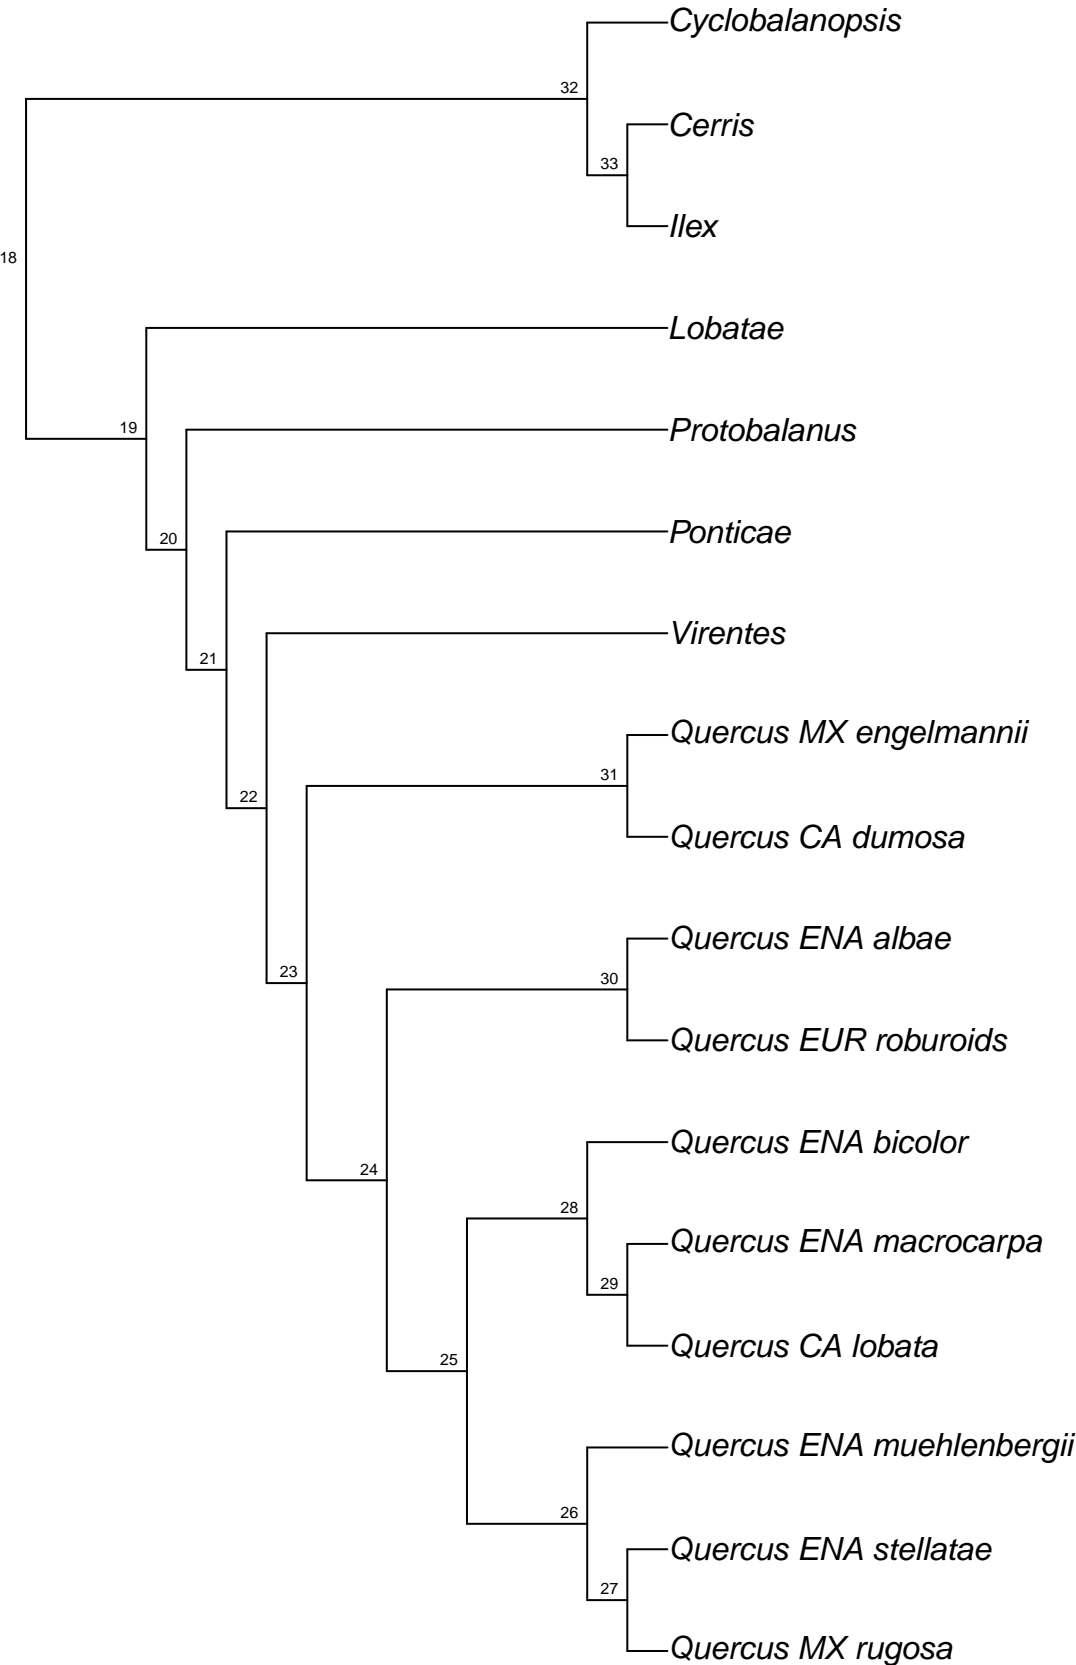 Cyclobalanopsis
32
Cerris
33
Ilex
18
Lobatae
19
Protobalanus
20
Ponticae
Virentes
21
Quercus MX engelmannii
31
22
Quercus CA dumosa
Quercus ENA albae
23
30
Quercus EUR roburoids
Quercus ENA bicolor
24
28
Quercus ENA macrocarpa
29
Quercus CA lobata
25
Quercus ENA muehlenbergii
26
Quercus ENA stellatae
27
Quercus MX rugosa